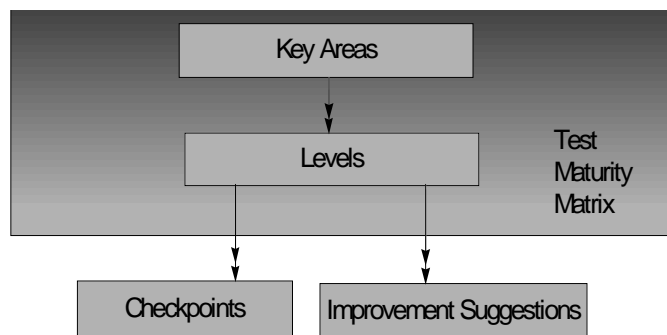 Key Areas
Levels
Test
Maturity
Matrix
Checkpoints
Improvement Suggestions